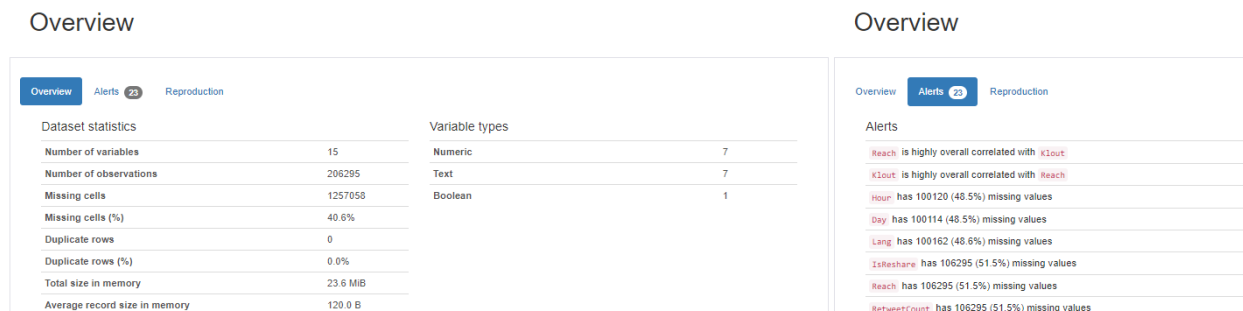 Overview
Overview Alerts 23 Reproduction
Dataset statistics
Number of variables 15
Number of observations 206295
Missing cells 1257058
Missing cells (%) 40.6%
Duplicate rows 0
Duplicate rows (%) 0.0%
Total size in memory 23.6 MiB
Average record size in memory 120.0 B
Variable types
Numeric 7
Text 7
Boolean 1
Overview
Overview Alerts 23 Reproduction
Alerts
Reach is highly overall correlated with Klout
Klout is highly overall correlated with Reach
Hour has 100120 (48.5%) missing values
Day has 100114 (48.5%) missing values
Lang has 100162 (48.6%) missing values
IsReshare has 106295 (51.5%) missing values
Reach has 106295 (51.5%) missing values
RetweetCount has 106295 (51.5%) missing values